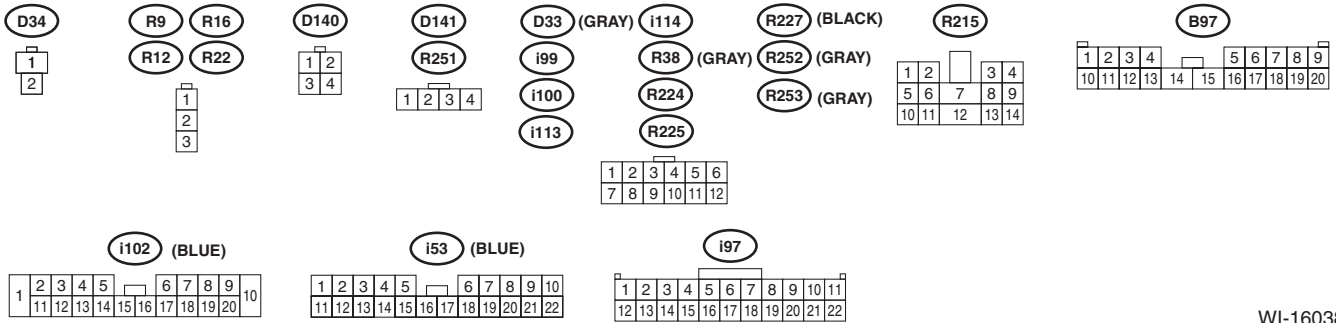 D34 R9 R16 D140 D141 D33 (GRAY) i114 R227 (BLACK) R215 B97
R12 R22 R251 i99 R38 (GRAY) R252 (GRAY)
i100 R224 R253 (GRAY)
i113 R225
1
2
1
2
3
1 2
3 4
1 2 3 4
1 2 3 4 5 6
7 8 9 10 11 12
1 2 3 4
5 6 7 8 9
10 11 12 13 14
1 2 3 4 5 6 7 8 9
10 11 12 13 14 15 16 17 18 19 20
i102 (BLUE) i53 (BLUE) i97
1 2 3 4 5 6 7 8 9 10
11 12 13 14 15 16 17 18 19 20
1 2 3 4 5 6 7 8 9 10
11 12 13 14 15 16 17 18 19 20 21 22
1 2 3 4 5 6 7 8 9 10 11
12 13 14 15 16 17 18 19 20 21 22
WI-16038